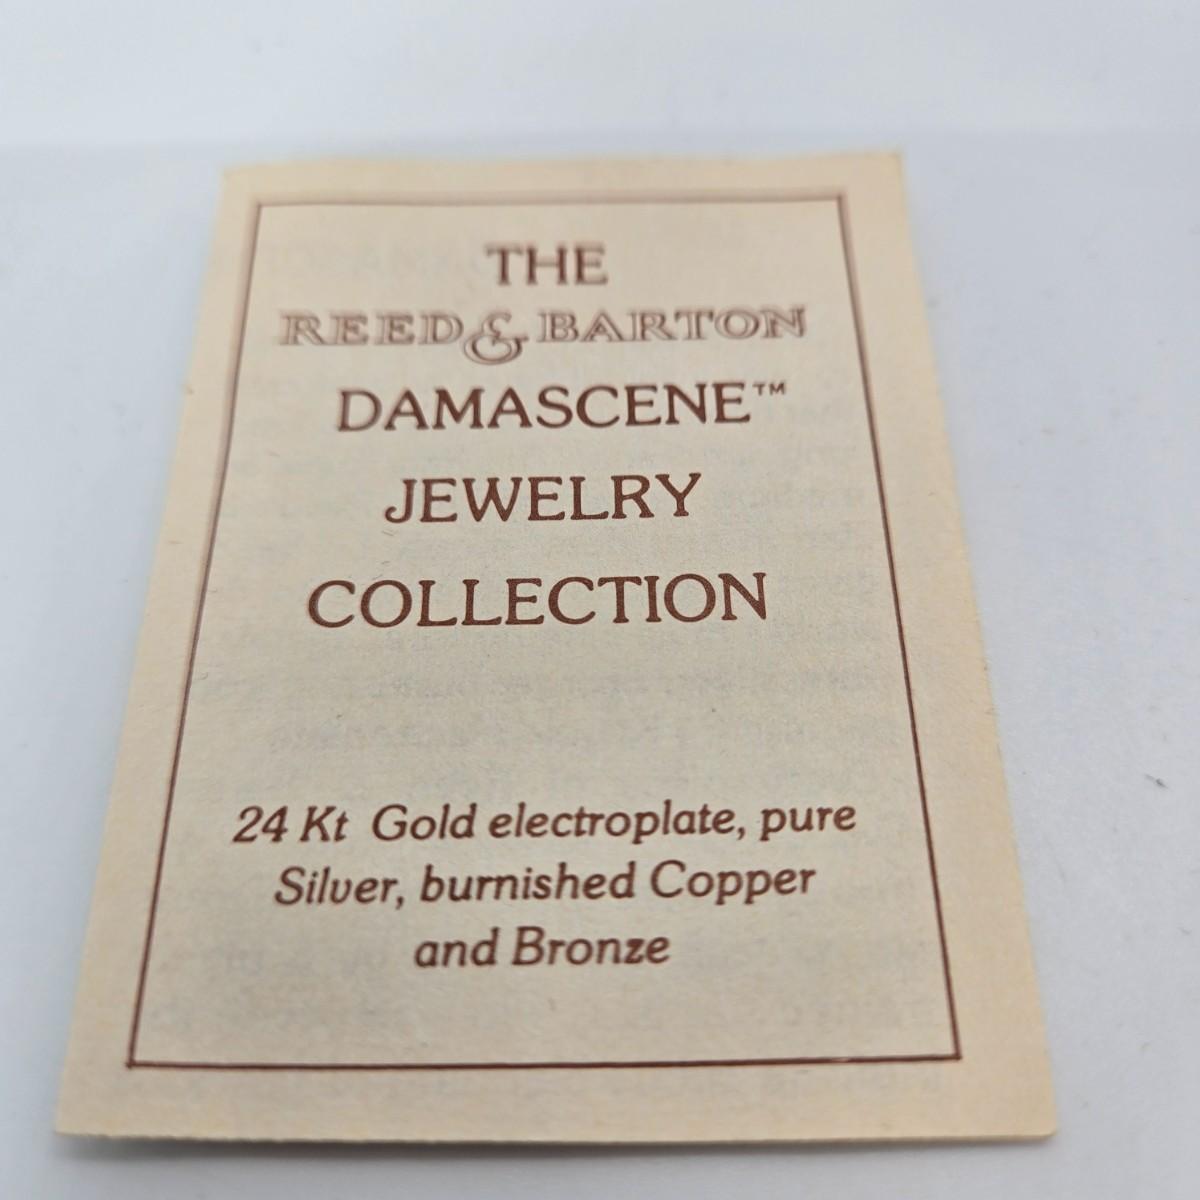 THE
REED & BARTON
DAMASCENE™
JEWELRY
COLLECTION
24 Kt Gold electroplate, pure
Silver, burnished Copper
and Bronze